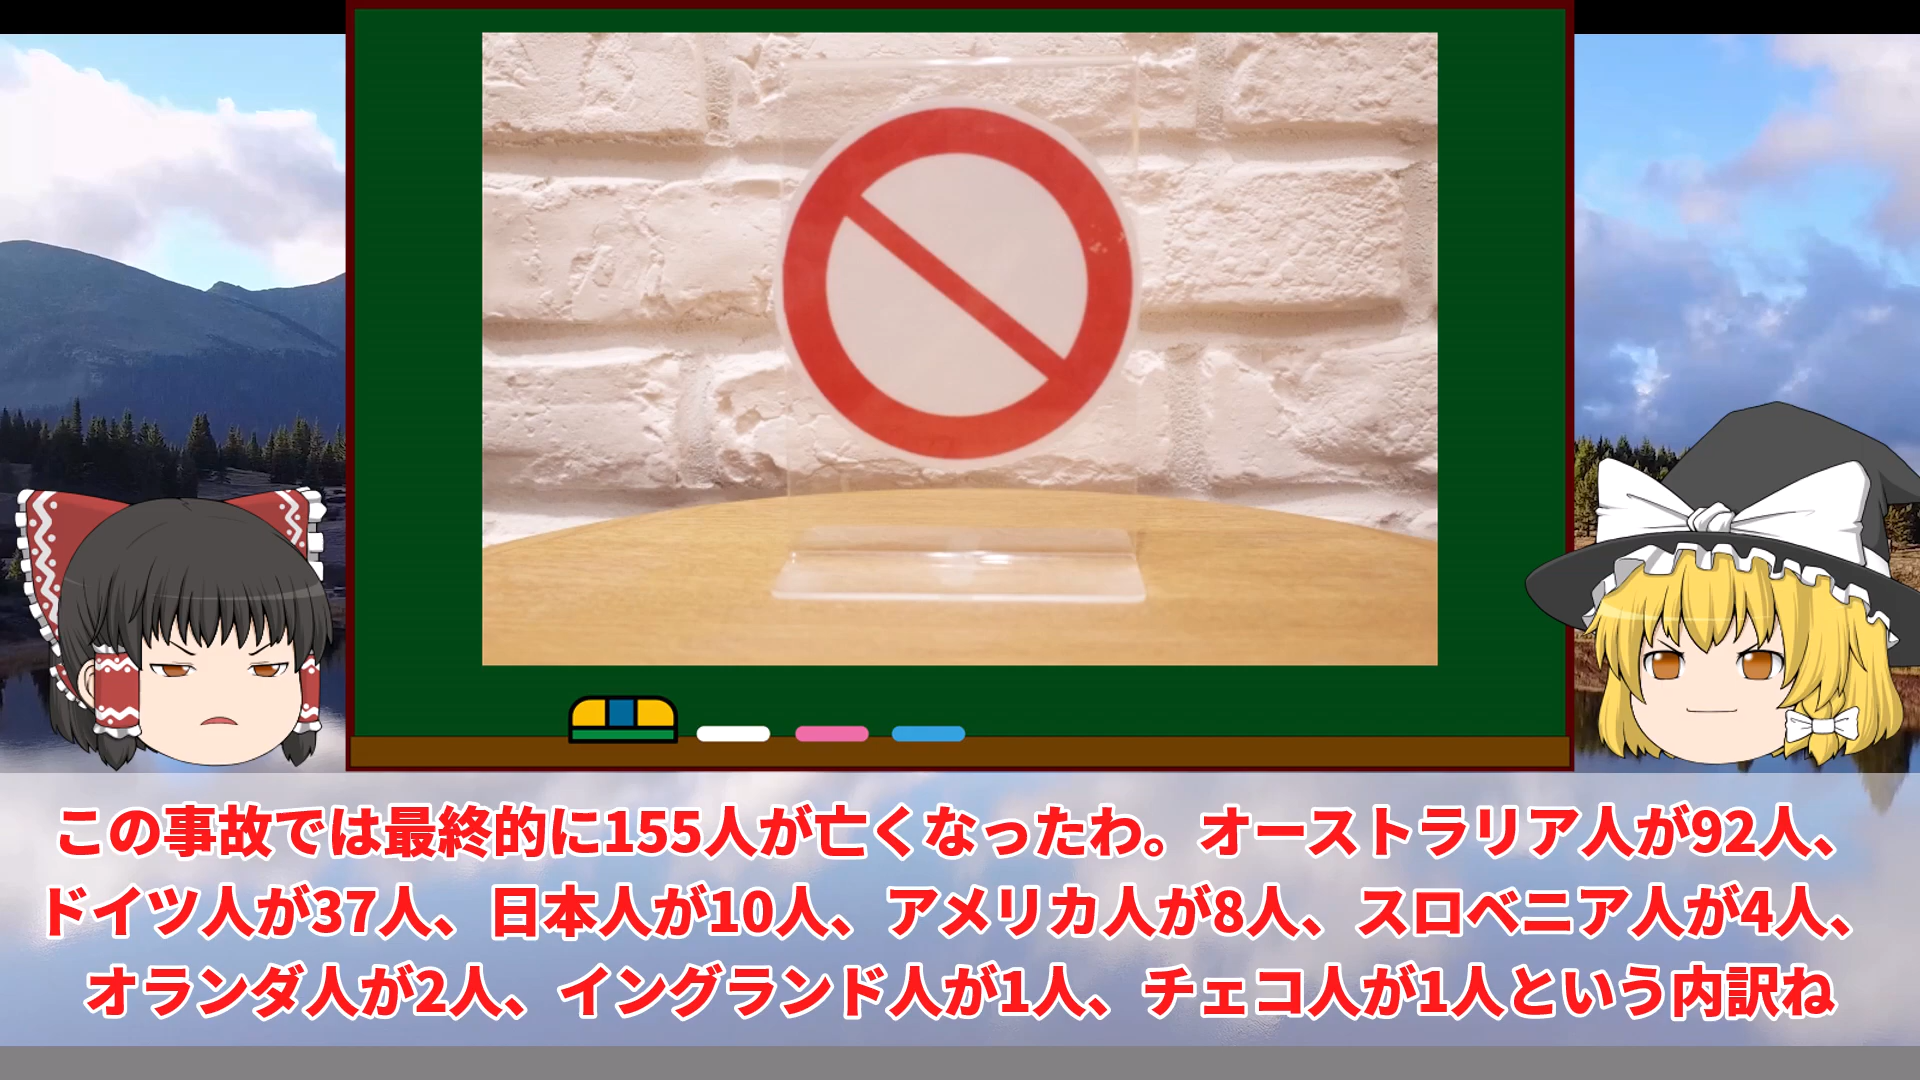 この事故では最終的に155人が亡くなったわ。オーストラリア人が92人、
ドイツ人が37人、日本人が10人、アメリカ人が8人、スロベニア人が4人、
オランダ人が2人、イングランド人が1人、チェコ人が1人という内訳ね